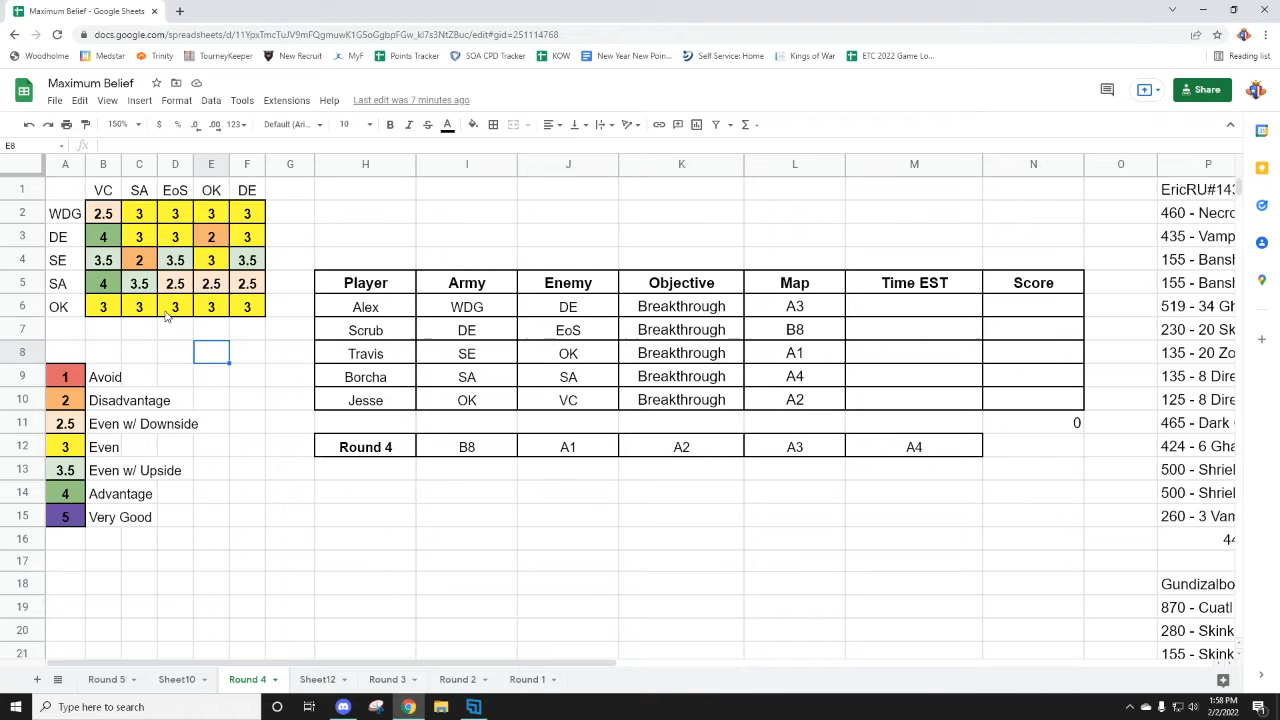 Maximum Belief - Google Sheets
docs.google.com/spreadsheets/d/11YpxTmcTuJV9mFQgmuwK1G5oGgbpFGw_kl7s3NtZBuc/edit#gid=251114768
Woodholme Medstar Trinity TourneyKeeper MyF New Recruit Points Tracker SOA CPD Tracker KOW New Year New Poin... Self Service: Home Kings of War ETC 2022 Game Lo... Reading list
Maximum Belief
Share
File Edit View Insert Format Data Tools Extensions Help Last edit was 7 minutes ago
150% $ % .0 .00 123 Default (Ari... 10 B I S A
E8 fx
A B C D E F G H I J K L M N O P
1 VC SA EoS OK DE EricRU#143
2 WDG 2.5 3 3 3 3 460 - Necro
3 DE 4 3 3 2 3 435 - Vamp
4 SE 3.5 2 3.5 3 3.5 155 - Bansh
5 SA 4 3.5 2.5 2.5 2.5 Player Army Enemy Objective Map Time EST Score 155 - Bansh
6 OK 3 3 3 3 3 Alex WDG DE Breakthrough A3 519 - 34 Gh
7 Scrub DE EoS Breakthrough B8 230 - 20 Sk
8 Travis SE OK Breakthrough A1 135 - 20 Zo
9 1 Avoid Borcha SA SA Breakthrough A4 135 - 8 Dire
10 2 Disadvantage Jesse OK VC Breakthrough A2 125 - 8 Dire
11 2.5 Even w/ Downside 0 465 - Dark
12 3 Even Round 4 B8 A1 A2 A3 A4 424 - 6 Gha
13 3.5 Even w/ Upside 500 - Shriel
14 4 Advantage 500 - Shriel
15 5 Very Good 260 - 3 Vam
16 44
17
18 Gundizalbo
19 870 - Cuatl
20 280 - Skink
21 155 - Skink
Round 5 Sheet10 Round 4 Sheet12 Round 3 Round 2 Round 1
Type here to search
1:58 PM
2/2/2022